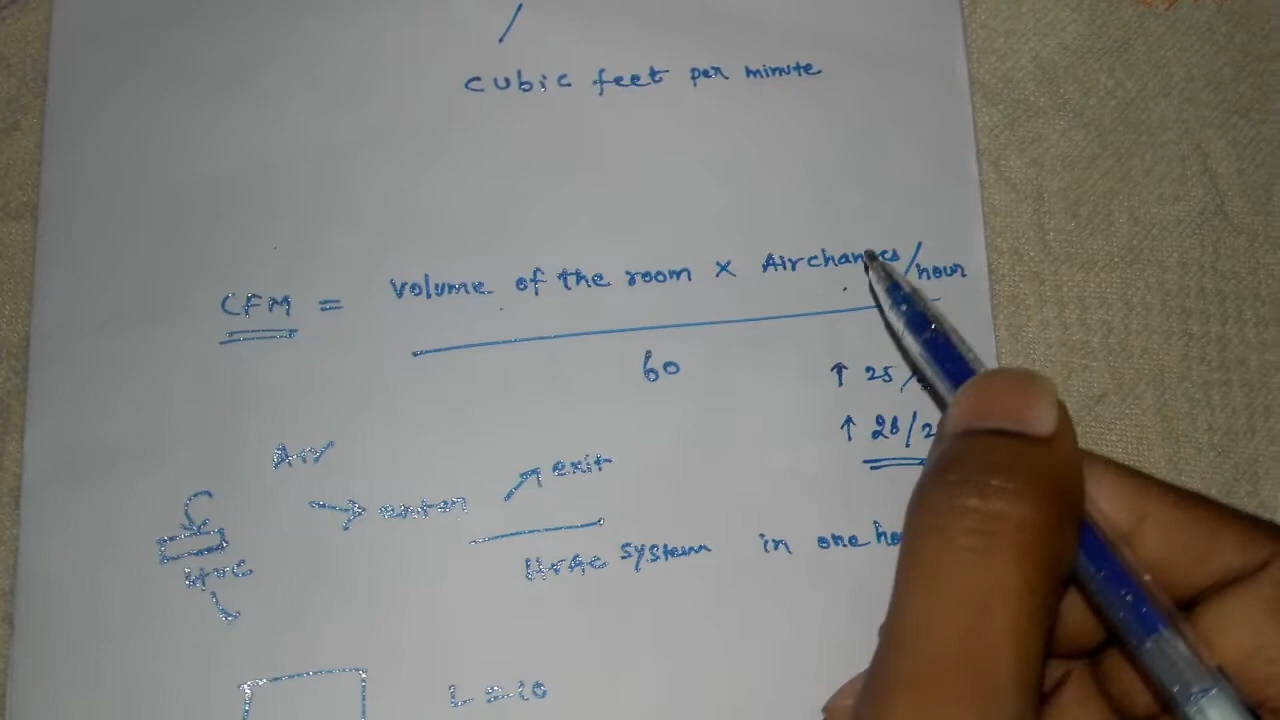 cubic feet per minute
CFM = Volume of the room × Airchanges/hour
60
↑ 25/
↑ 28/2
Air
→ enter ↗ exit
HVAC system in one ho
L = 10